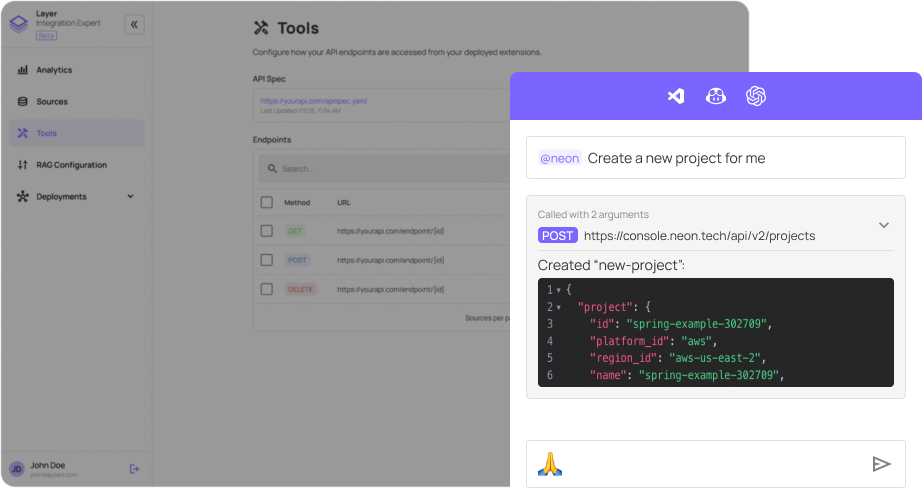 Layer
Integration Expert
Beta
Analytics
Sources
Tools
RAG Configuration
Deployments
JD
John Doe
Tools
Configure how your API endpoints are accessed from your deployed extensions.
API Spec
https://yourapi.com/apispec.yaml
Last Updated 1/3/25, 11:04 AM
Endpoints
Search...
Method URL
GET https://yourapi.com/endpoint/{id}
POST https://yourapi.com/endpoint/{id}
DELETE https://yourapi.com/endpoint/{id}
Sources per p
@neon Create a new project for me
Called with 2 arguments
POST https://console.neon.tech/api/v2/projects
Created “new-project”:
1 {
2 "project": {
3 "id": "spring-example-302709",
4 "platform_id": "aws",
5 "region_id": "aws-us-east-2",
6 "name": "spring-example-302709",